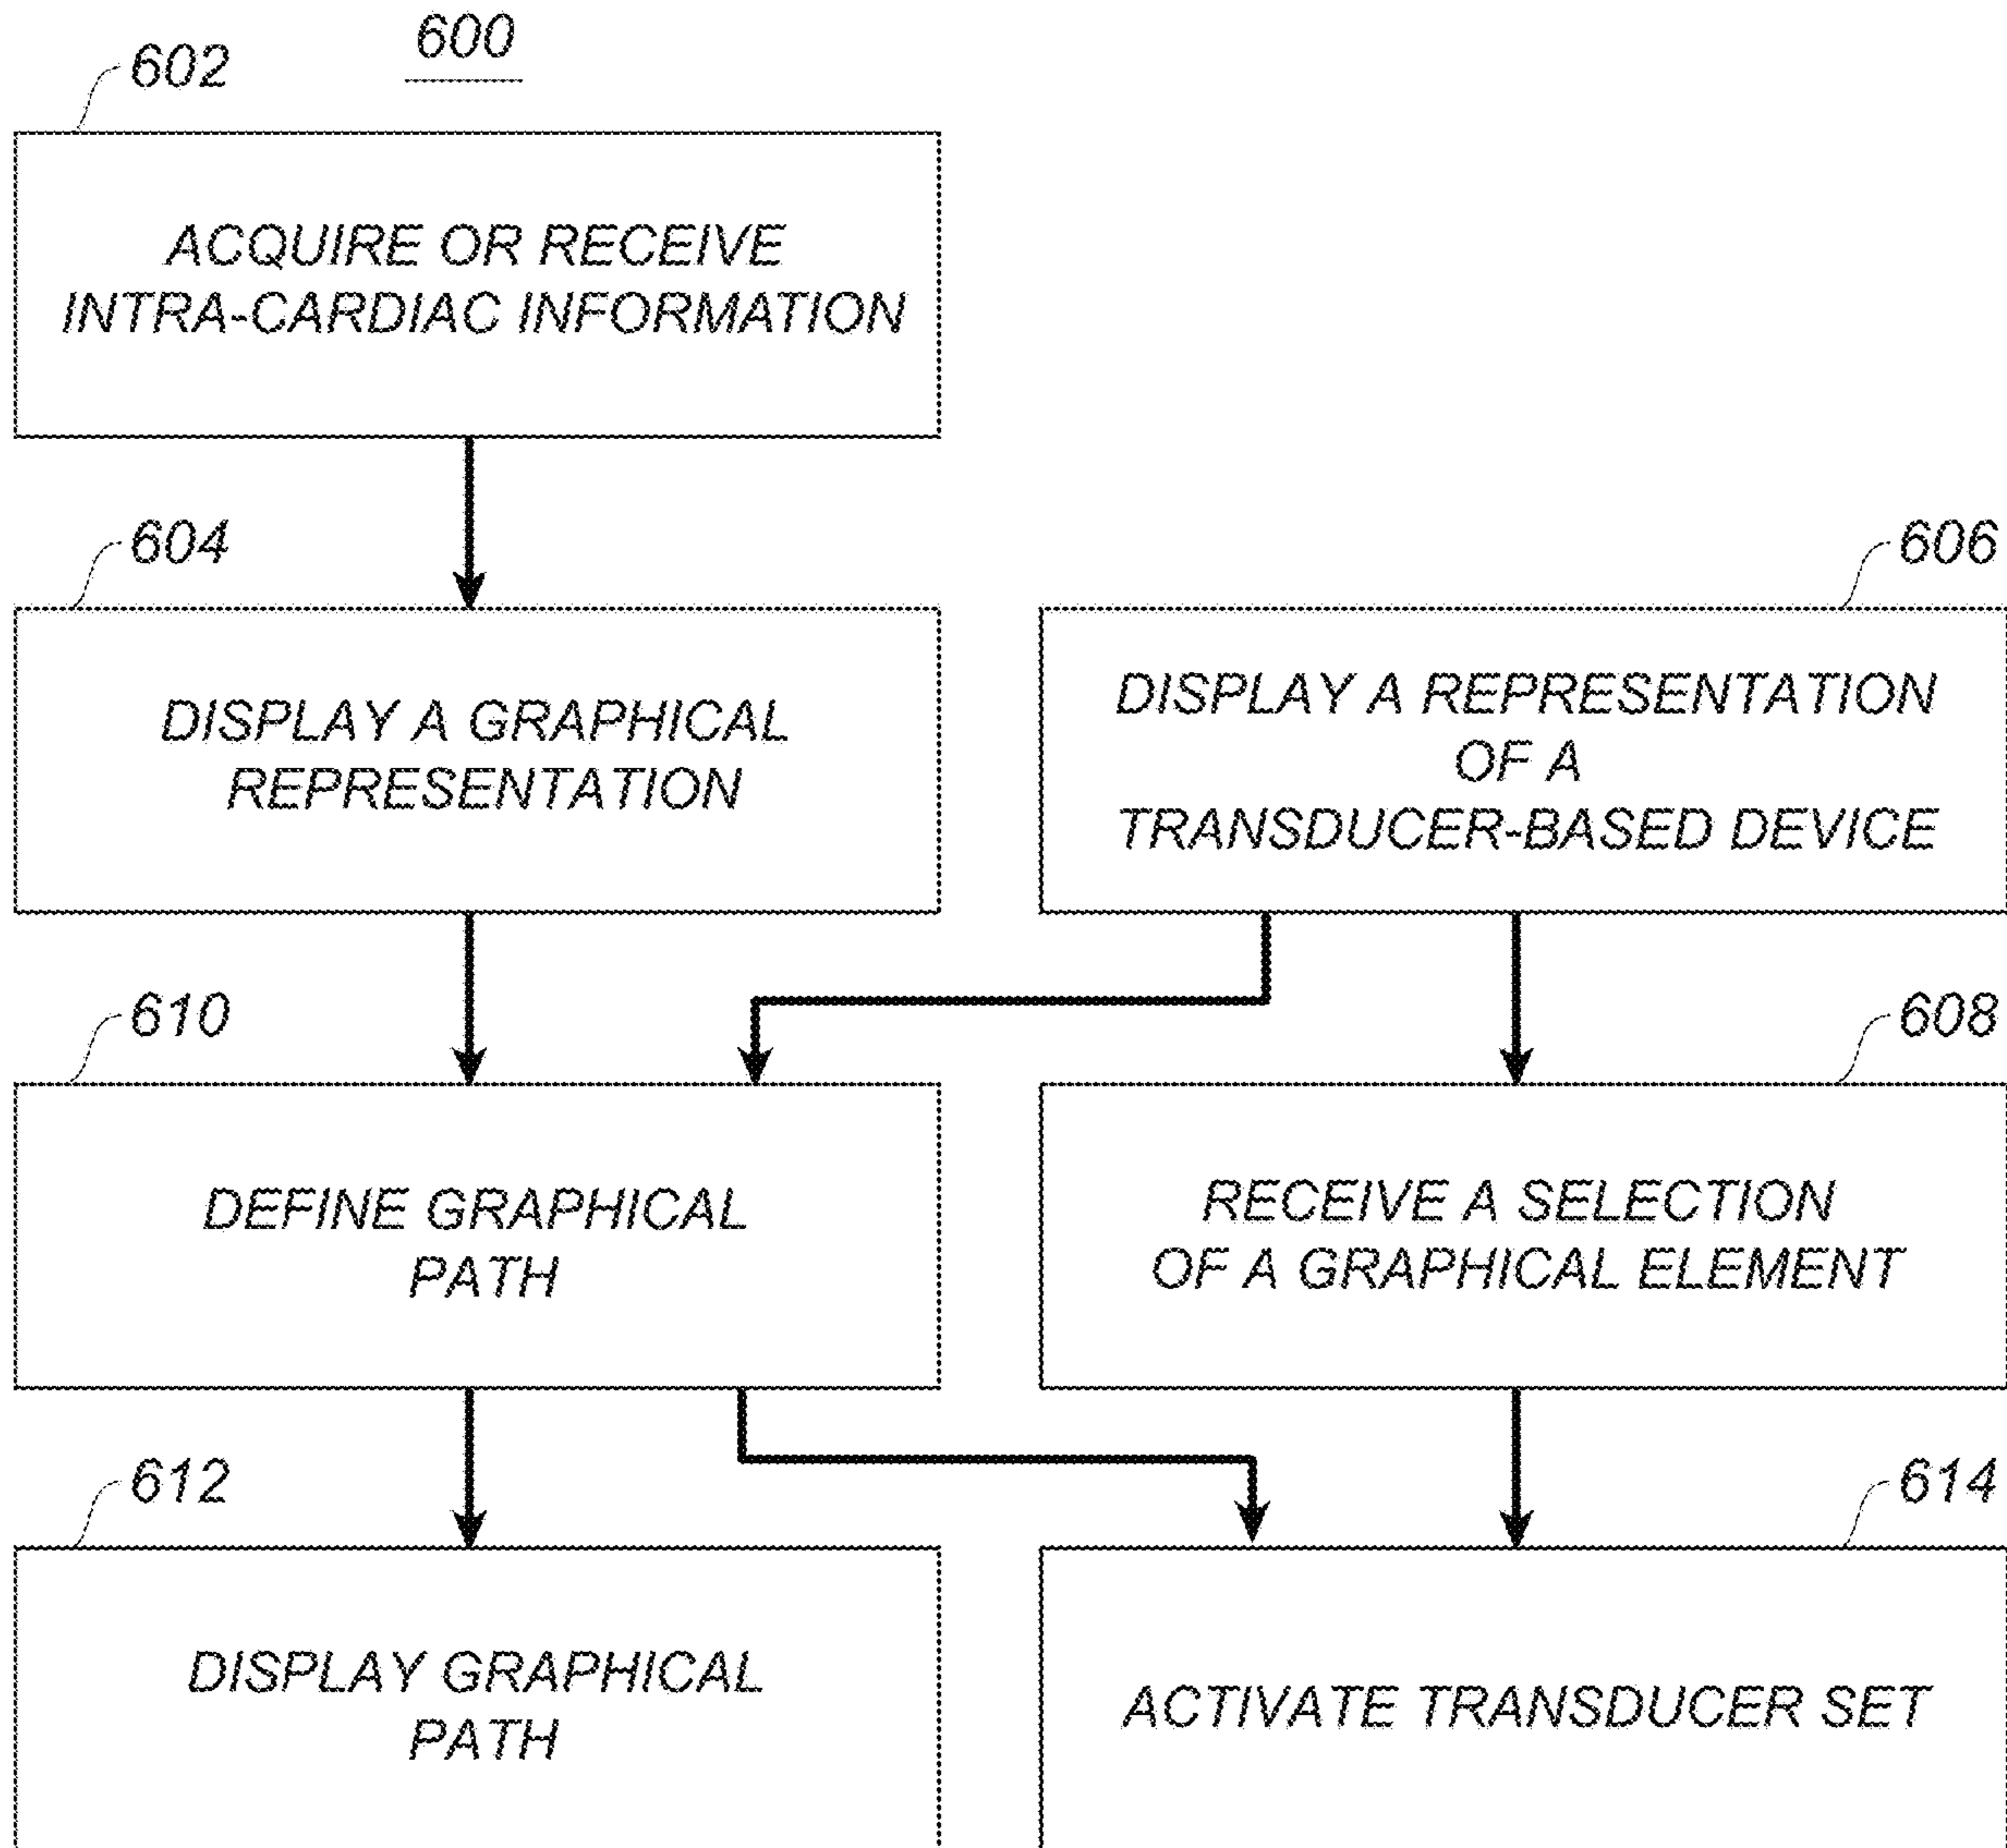 600
602
ACQUIRE OR RECEIVE
INTRA-CARDIAC INFORMATION
604
DISPLAY A GRAPHICAL
REPRESENTATION
606
DISPLAY A REPRESENTATION
OF A
TRANSDUCER-BASED DEVICE
610
DEFINE GRAPHICAL
PATH
608
RECEIVE A SELECTION
OF A GRAPHICAL ELEMENT
612
DISPLAY GRAPHICAL
PATH
614
ACTIVATE TRANSDUCER SET